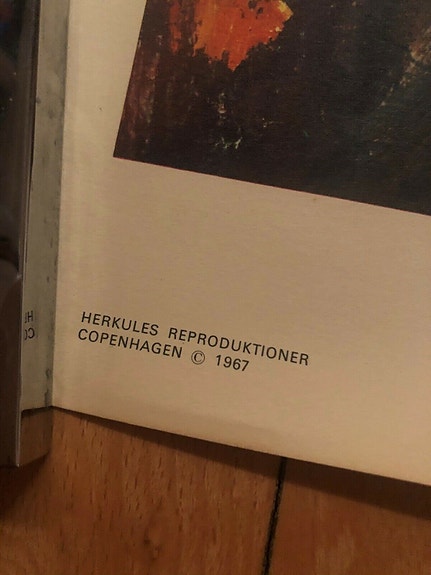 HERKULES REPRODUKTIONER
COPENHAGEN © 1967